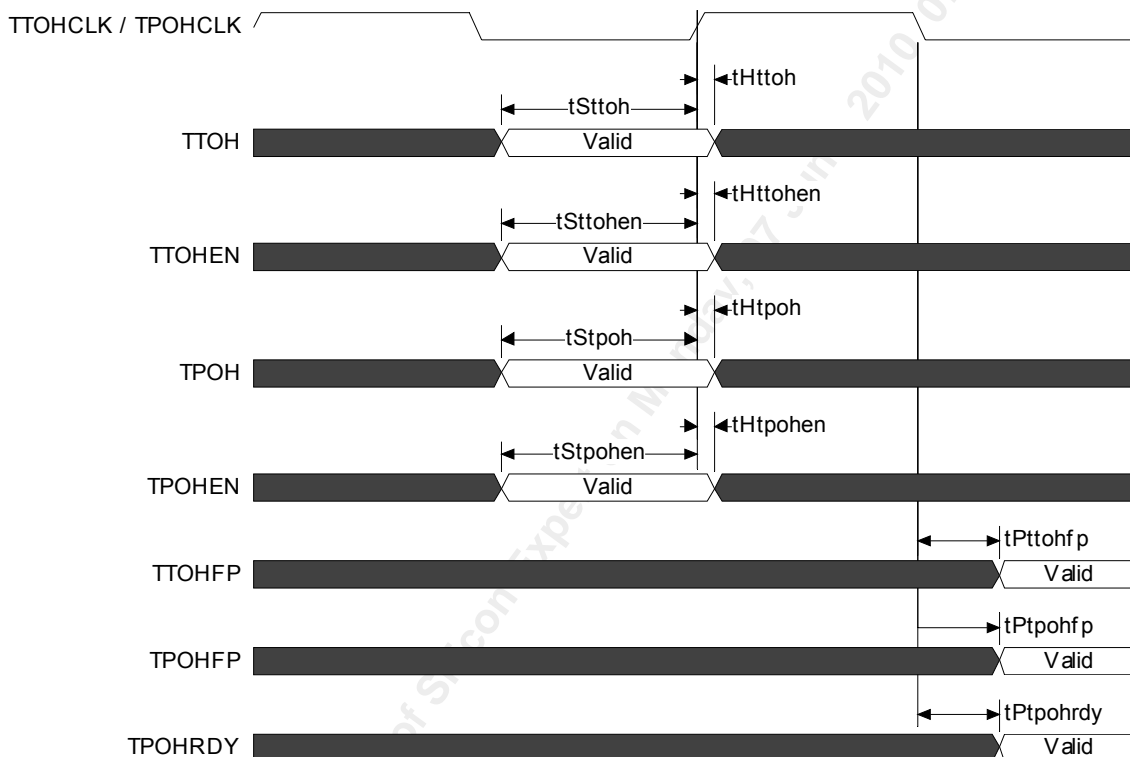 TTOHCLK / TPOHCLK
tHttoh
tSttoh
TTOH
Valid
tHttohen
tSttohen
TTOHEN
Valid
tHtpoh
tStpoh
TPOH
Valid
tHtpohen
tStpohen
TPOHEN
Valid
tPttohfp
TTOHFP
Valid
tPtpohfp
TPOHFP
Valid
tPtpohrdy
TPOHRDY
Valid